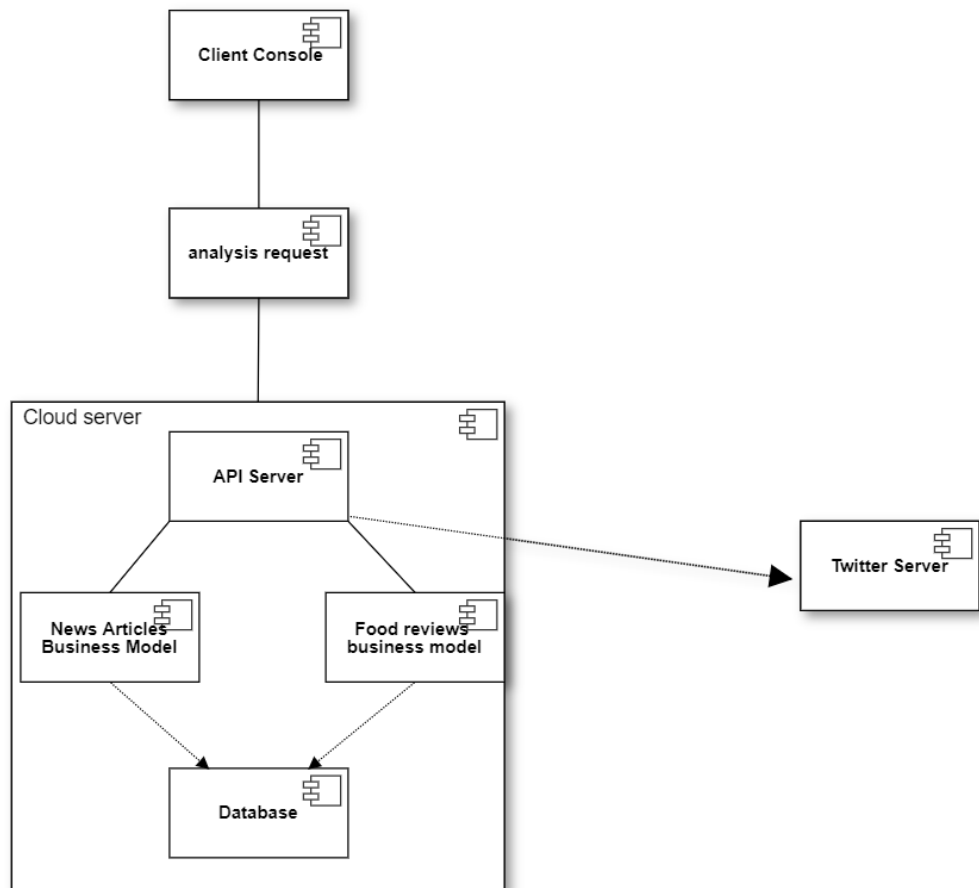 Client Console
analysis request
Cloud server
API Server
Twitter Server
News Articles
Business Model
Food reviews
business model
Database